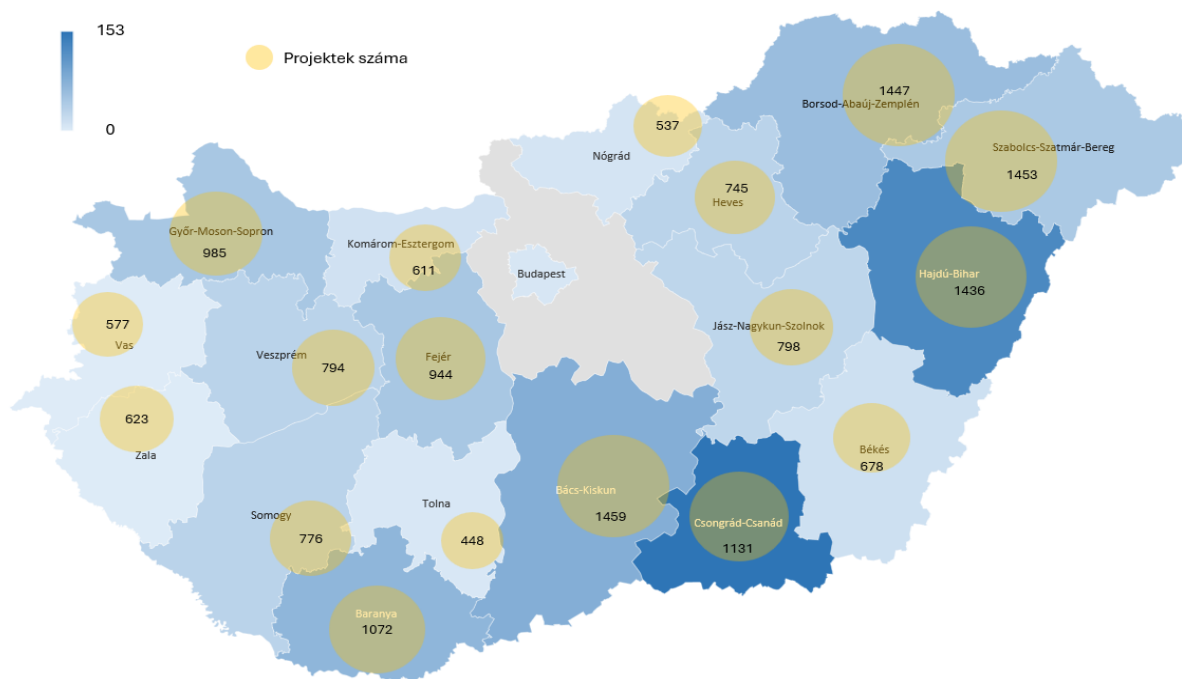 153
0
Projektek száma
1447
Borsod-Abaúj-Zemplén
537
Nógrád
Szabolcs-Szatmár-Bereg
1453
745
Heves
Győr-Moson-Sopron
985
Komárom-Esztergom
611
Budapest
Hajdú-Bihar
1436
577
Vas
Veszprém
794
Fejér
944
Jász-Nagykun-Szolnok
798
623
Zala
Békés
678
Somogy
776
Tolna
448
Bács-Kiskun
1459
Csongrád-Csanád
1131
Baranya
1072